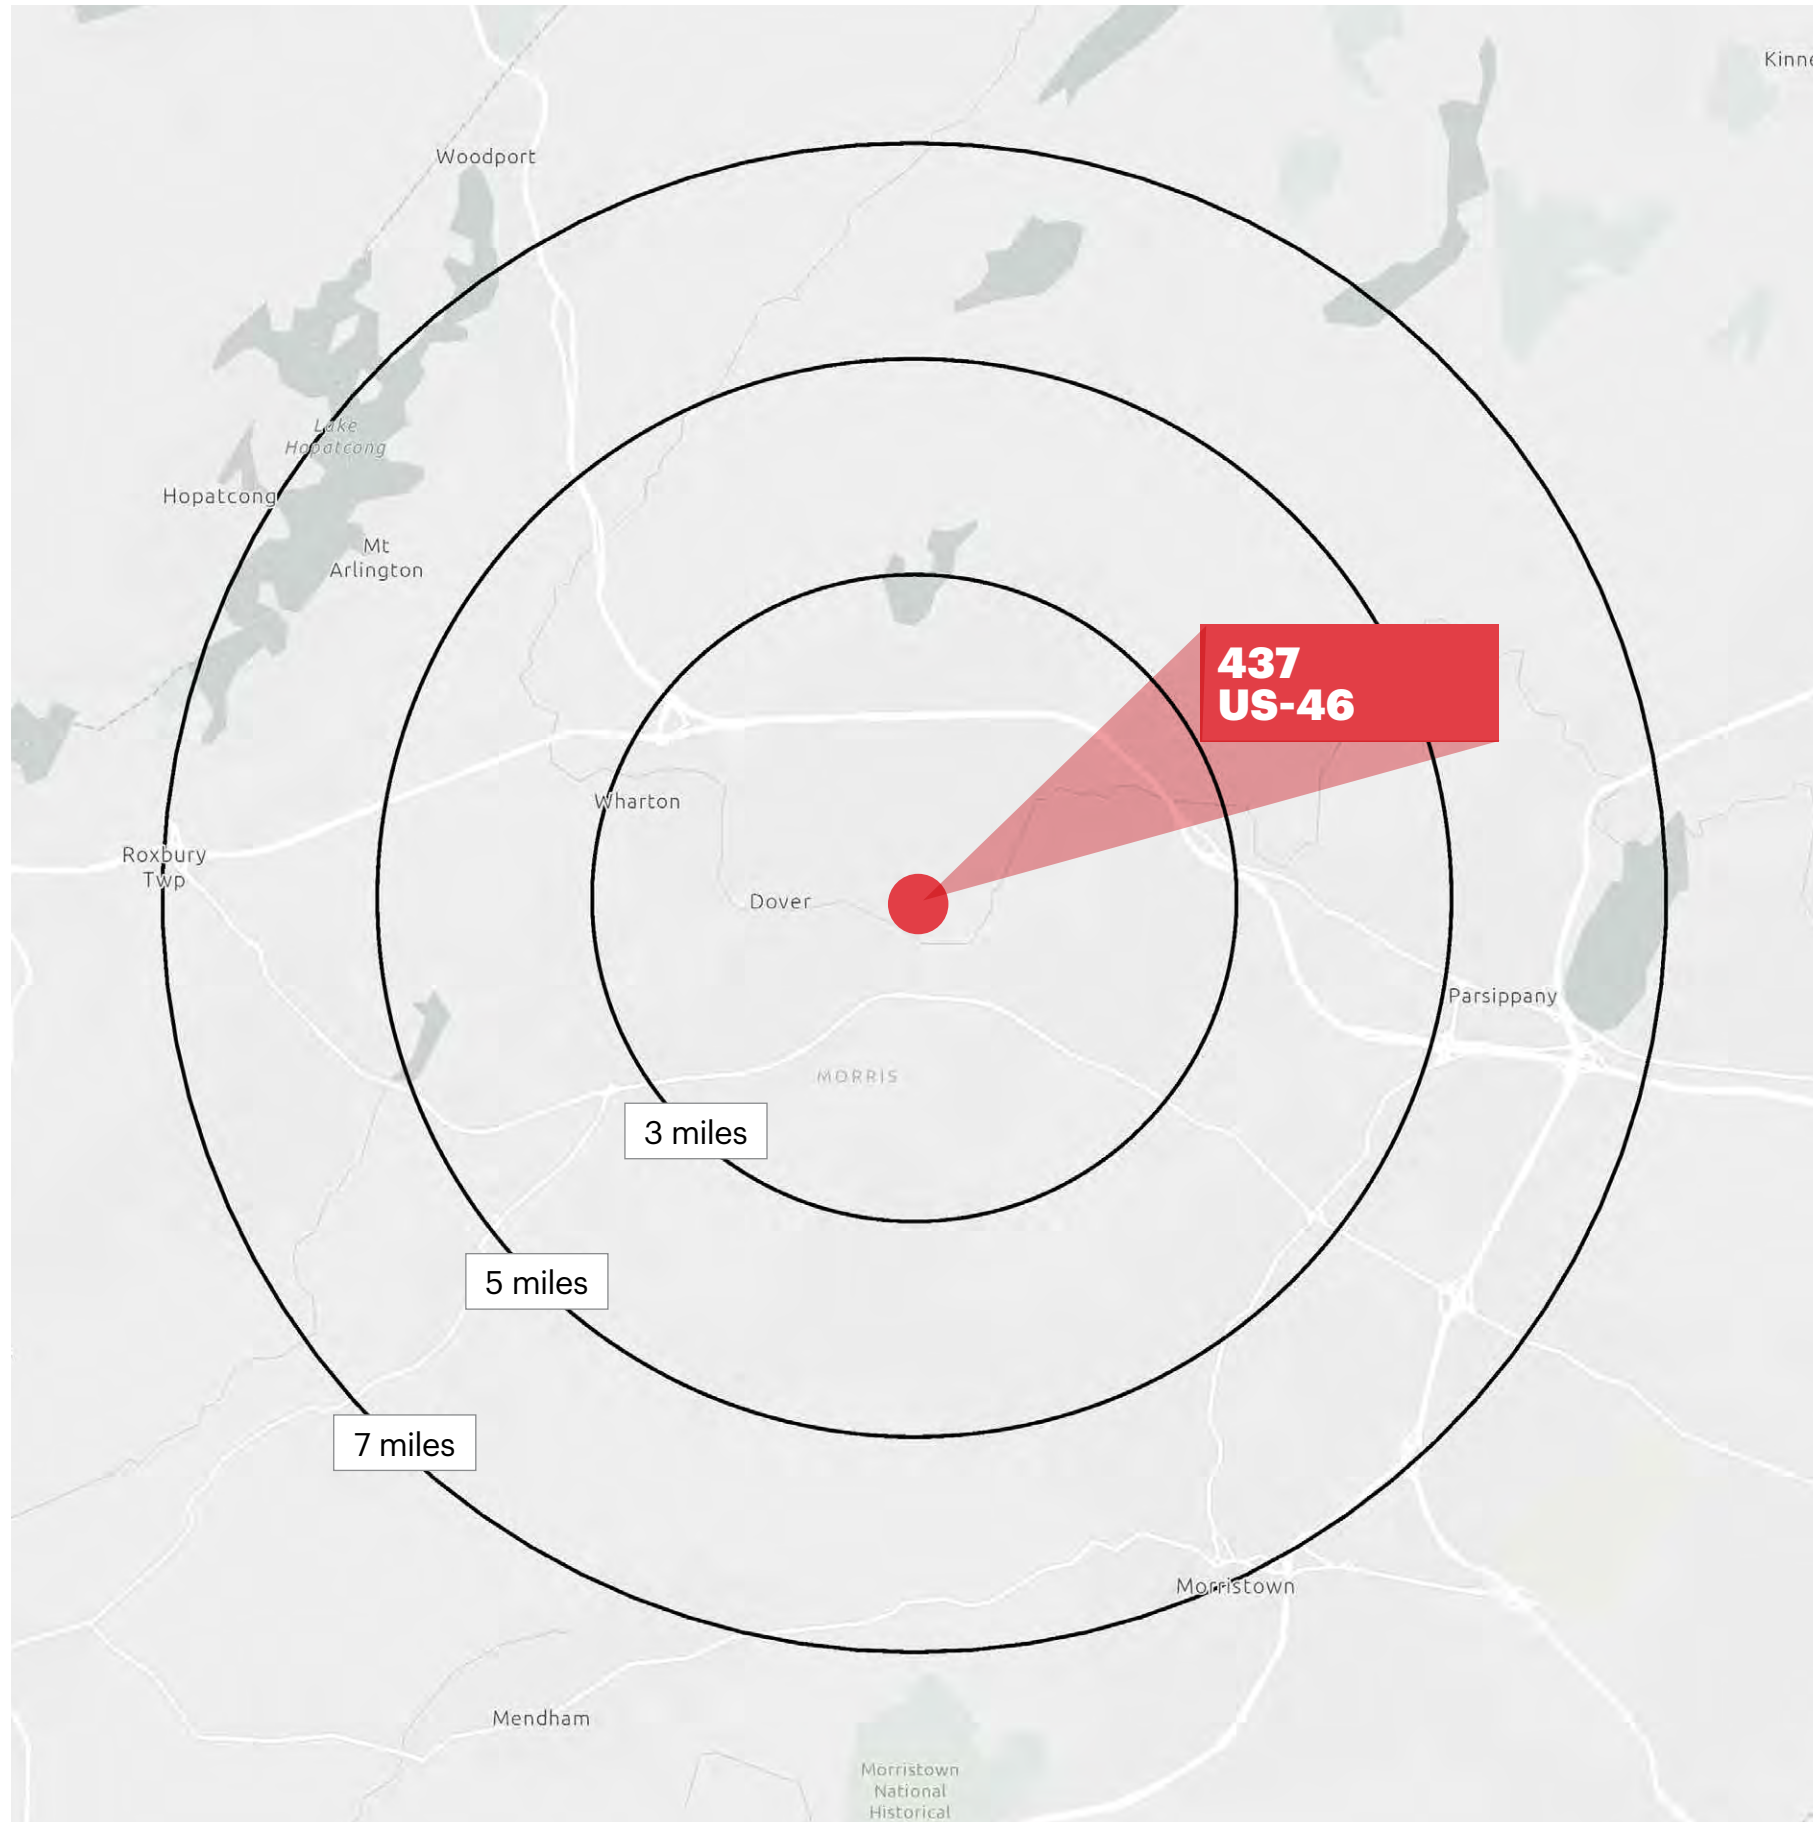 Kinne
Woodport
Lake
Hopatcong
Hopatcong
Mt
Arlington
437
US-46
Wharton
Roxbury
Twp
Dover
Parsippany
MORRIS
3 miles
5 miles
7 miles
Morristown
Mendham
Morristown
National
Historical